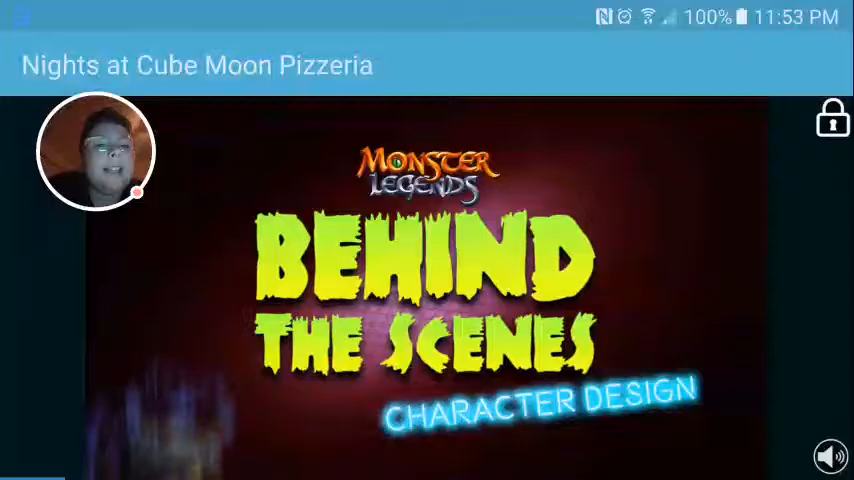 100% 11:53 PM
Nights at Cube Moon Pizzeria
MONSTER
LEGENDS
BEHIND
THE SCENES
CHARACTER DESIGN